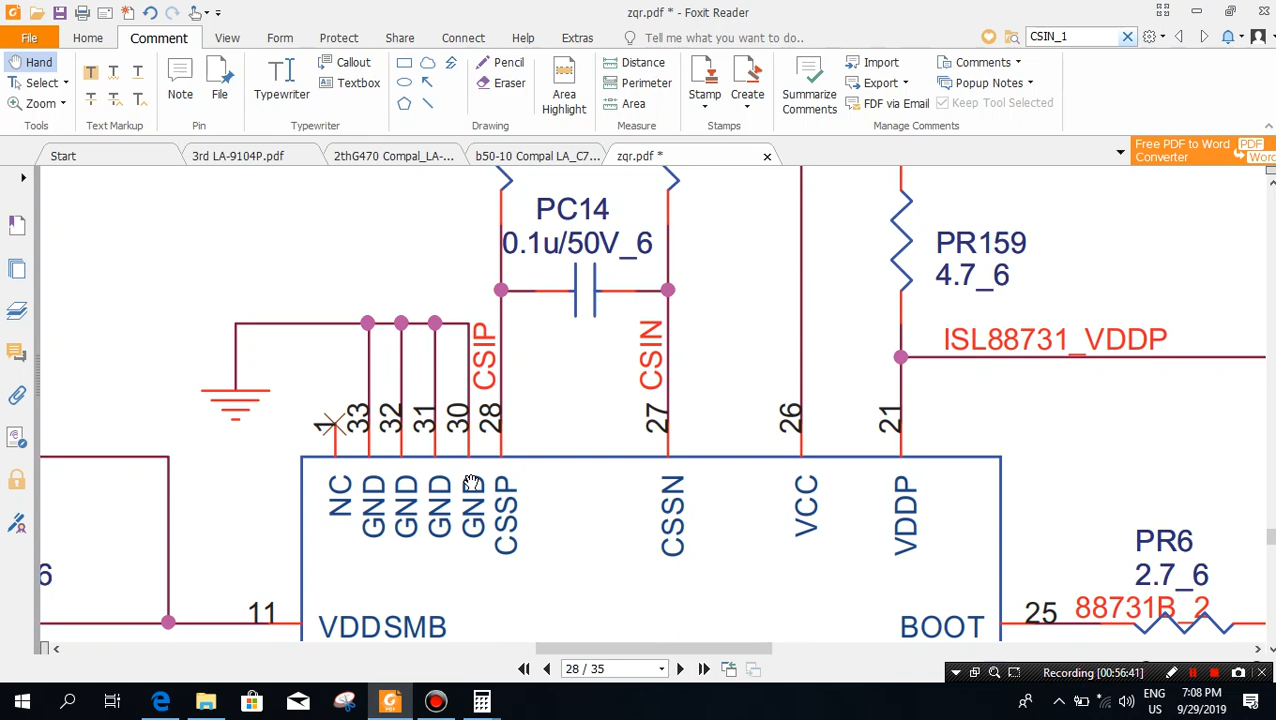 zqr.pdf * - Foxit Reader
File Home Comment View Form Protect Share Connect Help Extras Tell me what you want to do.. CSIN_1
Hand
Select
Zoom
Tools
Text Markup
Note
File
Pin
Typewriter
Callout
Textbox
Typewriter
Pencil
Eraser
Area
Highlight
Drawing
Distance
Perimeter
Area
Measure
Stamp
Create
Stamps
Summarize
Comments
Import
Export
FDF via Email
Comments
Popup Notes
Keep Tool Selected
Manage Comments
Start
3rd LA-9104P.pdf
2thG470 Compal_LA-...
b50-10 Compal LA_C7...
zqr.pdf *
Free PDF to Word
Converter
PDF
Word
PC14
0.1u/50V_6
PR159
4.7_6
ISL88731_VDDP
CSIP
CSIN
1
33
32
31
30
28
27
26
21
NC
GND
GND
GND
GND
CSSP
CSSN
VCC
VDDP
PR6
2.7_6
6
11
VDDSMB
BOOT
25
88731B_2
28 / 35
Recording [00:56:41]
ENG
US
7:08 PM
9/29/2019